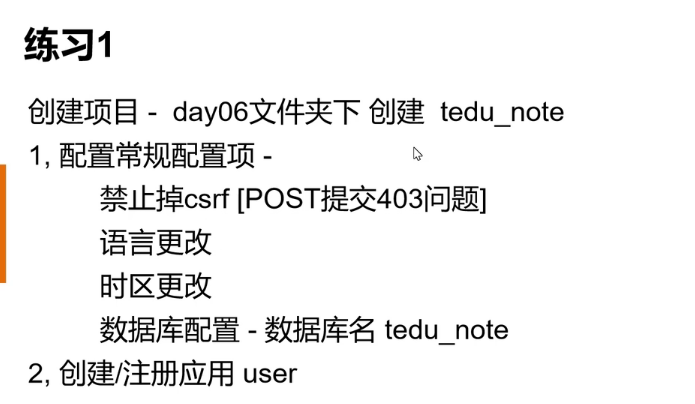 练习1
创建项目 - day06文件夹下 创建 tedu_note
1, 配置常规配置项 -
禁止掉csrf [POST提交403问题]
语言更改
时区更改
数据库配置 - 数据库名 tedu_note
2, 创建/注册应用 user